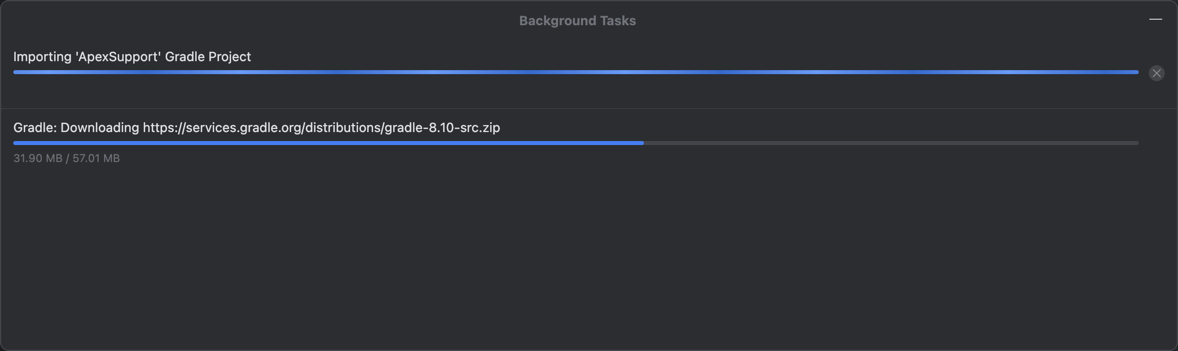 Background Tasks
Importing 'ApexSupport' Gradle Project
Gradle: Downloading https://services.gradle.org/distributions/gradle-8.10-src.zip
31.90 MB / 57.01 MB